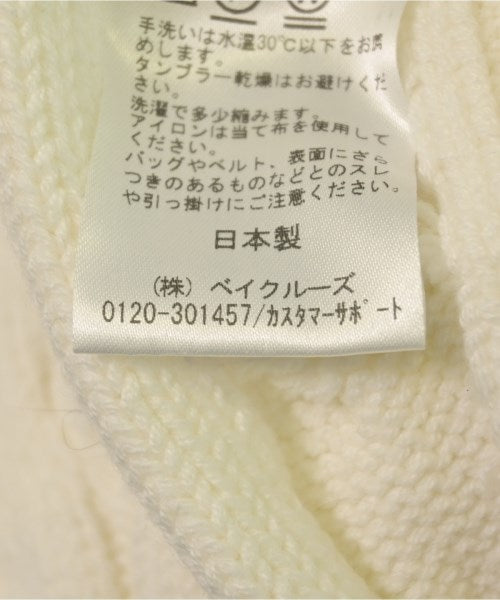 手洗いは水温30℃以下をお薦
めします。
タンブラー乾燥はお避けくだ
さい。
洗濯で多少縮みます。
アイロンは当て布を使用して
ください。
バッグやベルト、表面にざら
つきのあるものなどとのスレ
や引っ掛けにご注意ください。
日本製
(株) ベイクルーズ
0120-301457/カスタマーサポート